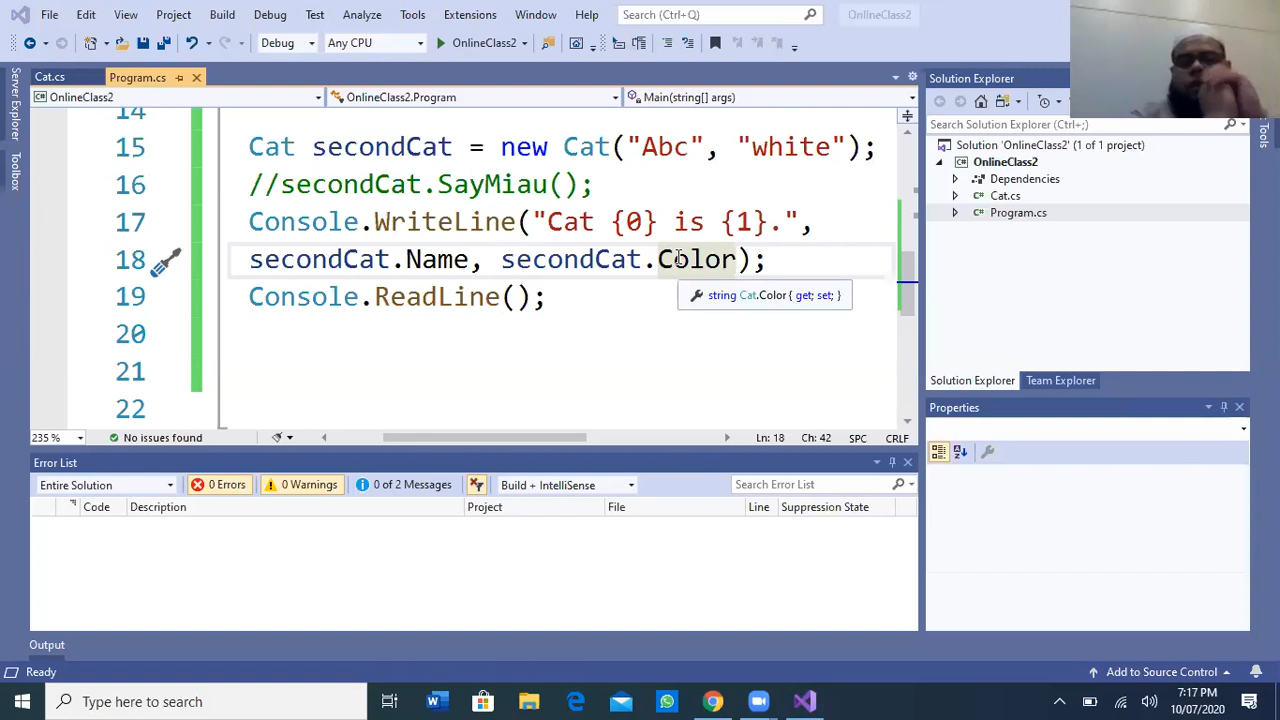 File Edit View Project Build Debug Test Analyze Tools Extensions Window Help Search (Ctrl+Q) OnlineClass2
Debug Any CPU OnlineClass2
Server Explorer
Toolbox
Cat.cs Program.cs
OnlineClass2 OnlineClass2.Program Main(string[] args)
14
15 Cat secondCat = new Cat("Abc", "white");
16 //secondCat.SayMiau();
17 Console.WriteLine("Cat {0} is {1}.",
18 secondCat.Name, secondCat.Color);
19 Console.ReadLine();
string Cat.Color { get; set; }
20
21
22
235 % No issues found Ln: 18 Ch: 42 SPC CRLF
Error List
Entire Solution 0 Errors 0 Warnings 0 of 2 Messages Build + IntelliSense Search Error List
Code Description Project File Line Suppression State
Output
Solution Explorer
Search Solution Explorer (Ctrl+;)
Solution 'OnlineClass2' (1 of 1 project)
OnlineClass2
Dependencies
Cat.cs
Program.cs
Solution Explorer Team Explorer
Properties
Ready Add to Source Control
Type here to search
7:17 PM
10/07/2020